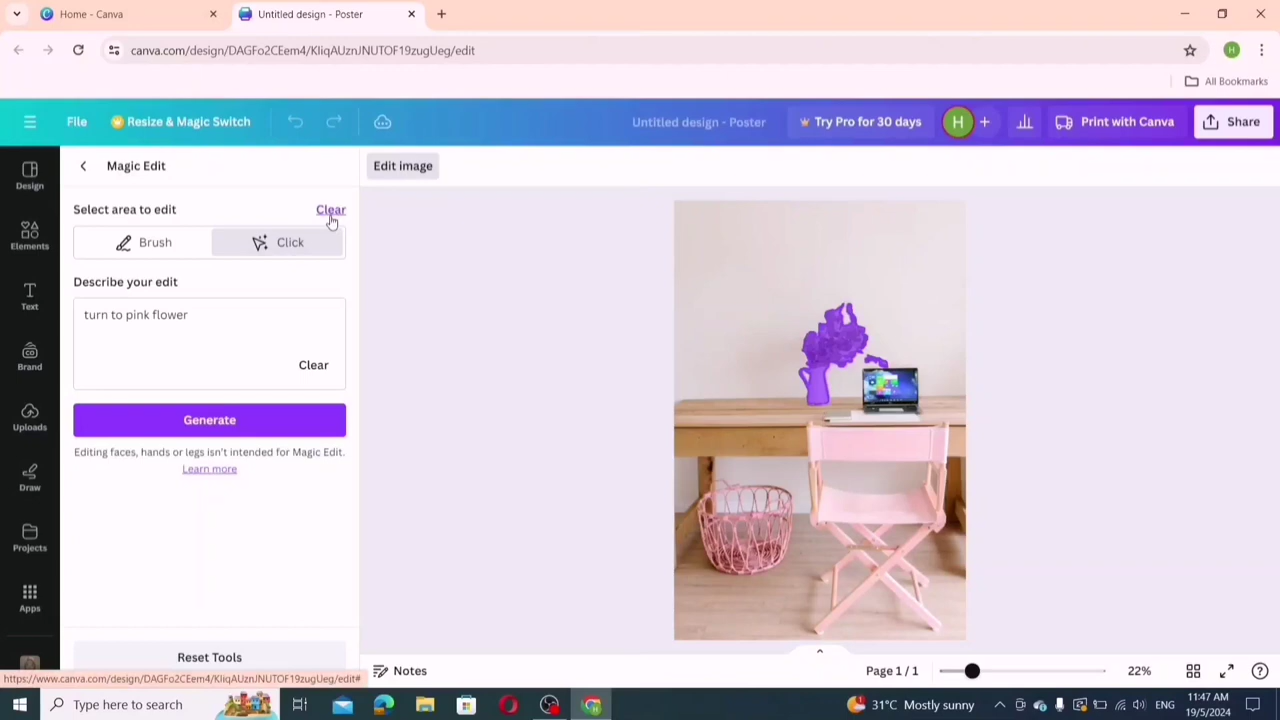 Home - Canva
Untitled design - Poster
canva.com/design/DAGFo2CEem4/KIiqAUznJNUTOF19zugUeg/edit
All Bookmarks
File
Resize & Magic Switch
Untitled design - Poster
Try Pro for 30 days
H
Print with Canva
Share
Design
Elements
Text
Brand
Uploads
Draw
Projects
Apps
Magic Edit
Edit image
Select area to edit
Clear
Brush
Click
Describe your edit
turn to pink flower
Clear
Generate
Editing faces, hands or legs isn't intended for Magic Edit.
Learn more
Reset Tools
Notes
Page 1 / 1
22%
https://www.canva.com/design/DAGFo2CEem4/KIiqAUznJNUTOF19zugUeg/edit#
Type here to search
31°C Mostly sunny
ENG
11:47 AM
19/5/2024